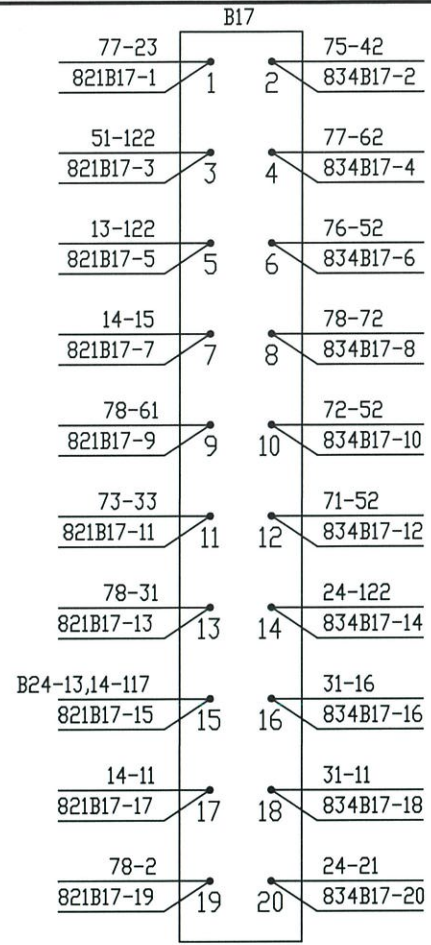 B17
77-23 75-42
821B17-1 1 2 834B17-2
51-122 77-62
821B17-3 3 4 834B17-4
13-122 76-52
821B17-5 5 6 834B17-6
14-15 78-72
821B17-7 7 8 834B17-8
78-61 72-52
821B17-9 9 10 834B17-10
73-33 71-52
821B17-11 11 12 834B17-12
78-31 24-122
821B17-13 13 14 834B17-14
B24-13,14-117 31-16
821B17-15 15 16 834B17-16
14-11 31-11
821B17-17 17 18 834B17-18
78-2 24-21
821B17-19 19 20 834B17-20